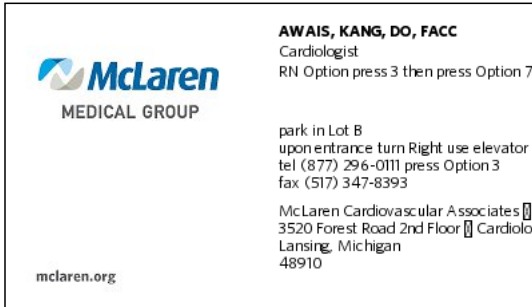 McLaren
MEDICAL GROUP
mclaren.org
AWAIS, KANG, DO, FACC
Cardiologist
RN Option press 3 then press Option 7
park in Lot B
upon entrance turn Right use elevator
tel (877) 296-0111 press Option 3
fax (517) 347-8393
McLaren Cardiovascular Associates
3520 Forest Road 2nd Floor Cardiolo
Lansing, Michigan
48910